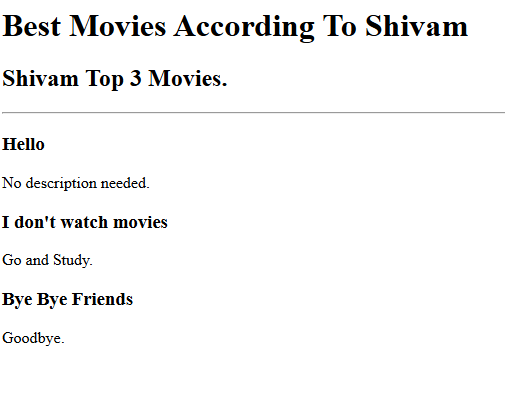 Best Movies According To Shivam
Shivam Top 3 Movies.
Hello
No description needed.
I don't watch movies
Go and Study.
Bye Bye Friends
Goodbye.